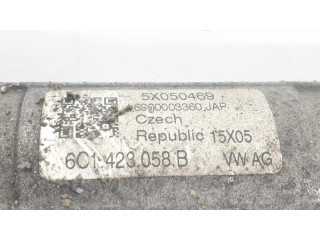 5X050469
6900003360,JAP
Czech
Republic 15X05
6C1 423 058 B VW AG